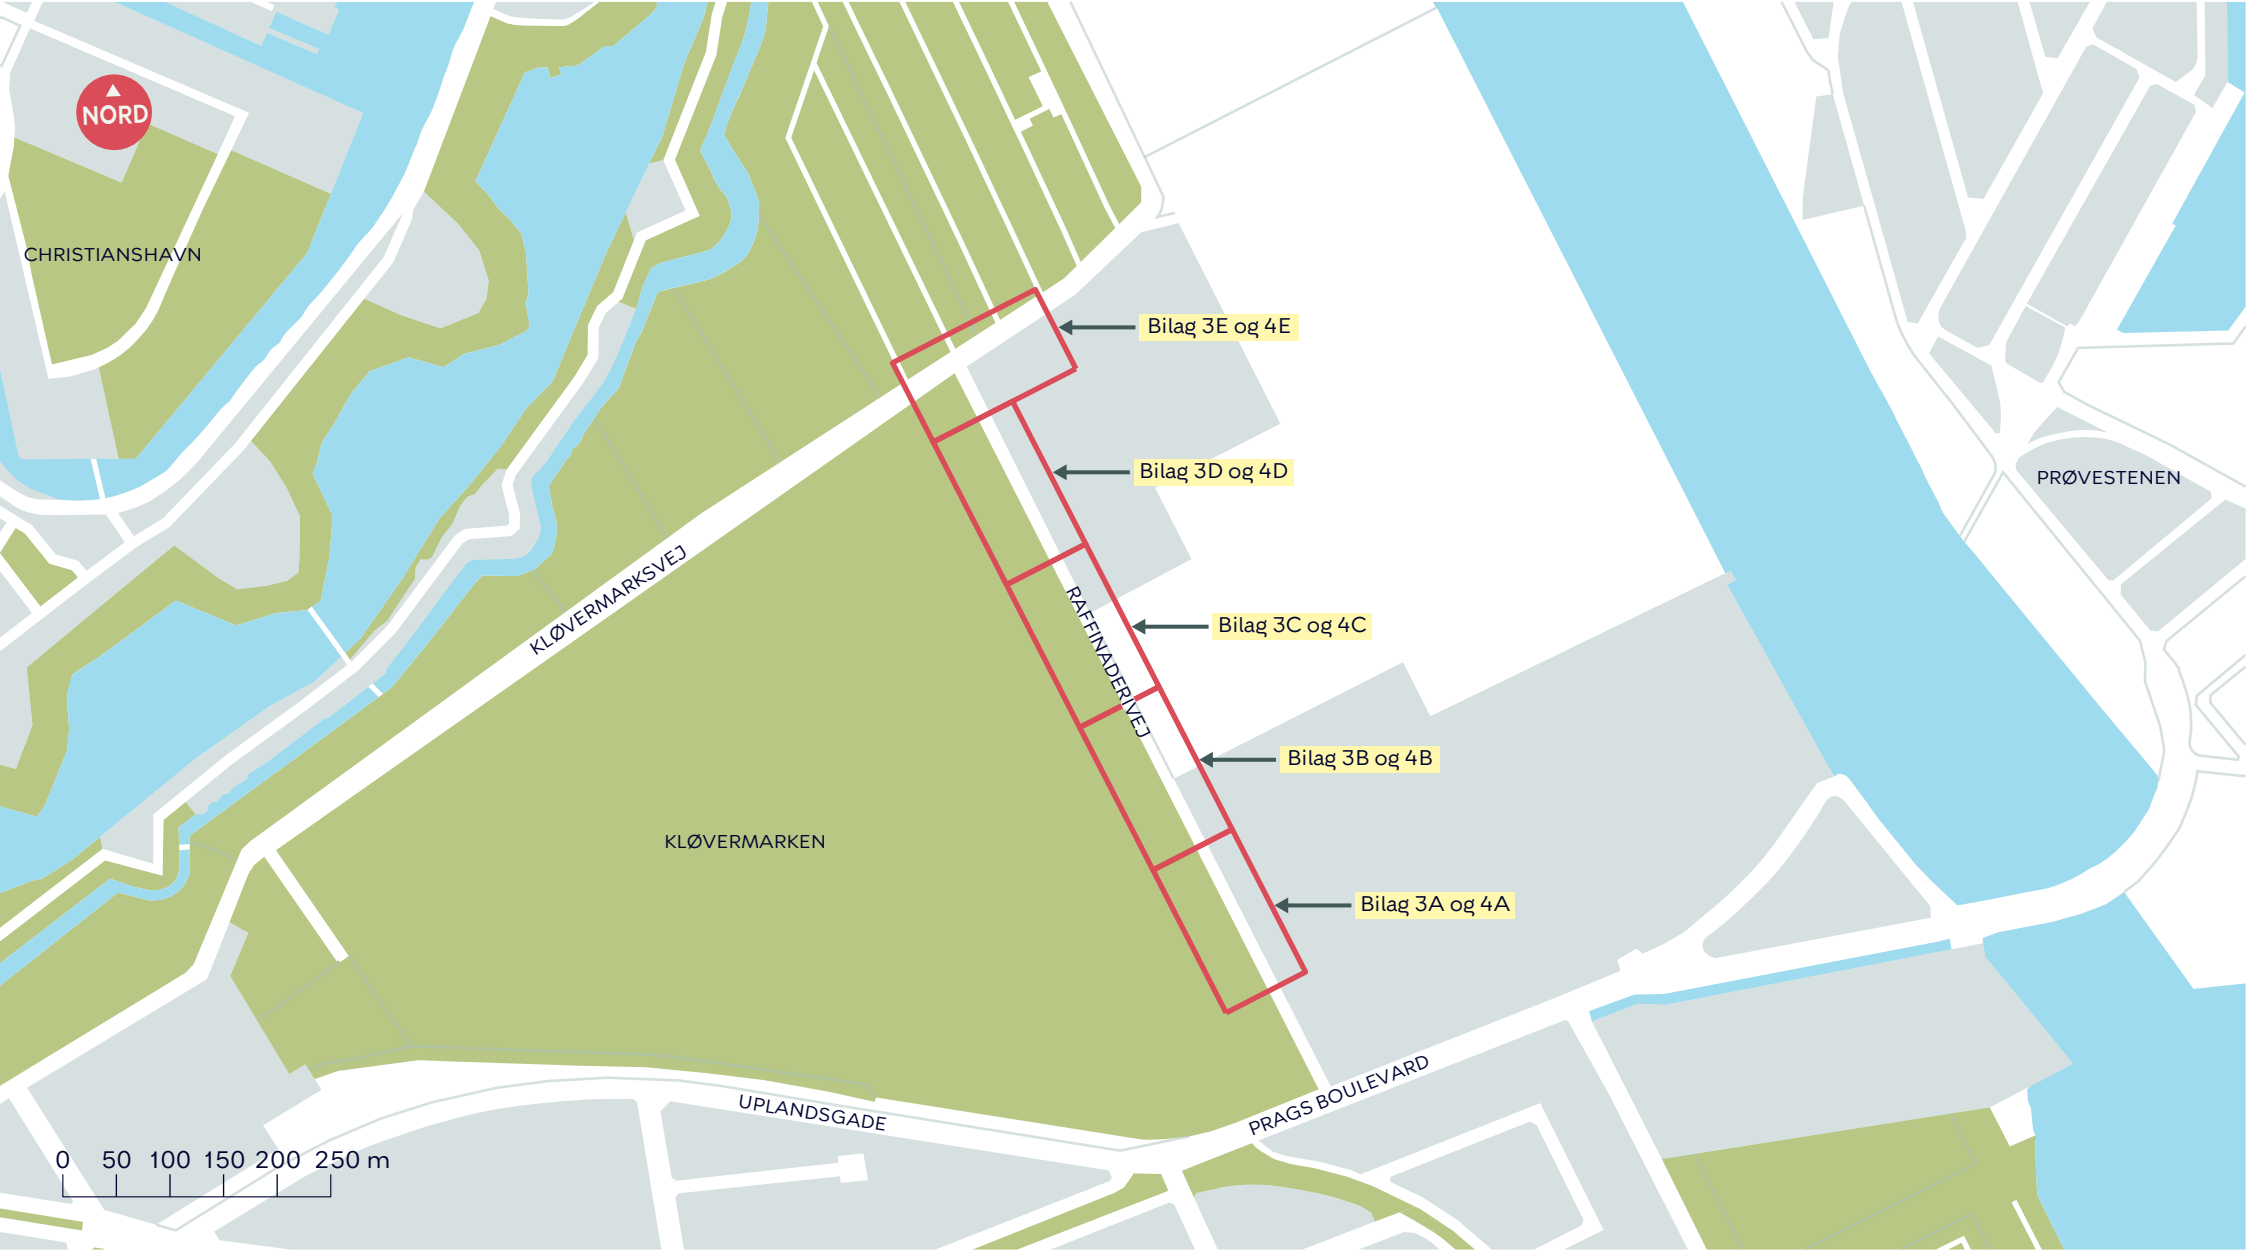 NORD
CHRISTIANSHAVN
Bilag 3E og 4E
Bilag 3D og 4D
PRØVESTENEN
KLØVERMARKSVEJ
RAFFINADERIVEJ
Bilag 3C og 4C
Bilag 3B og 4B
KLØVERMARKEN
Bilag 3A og 4A
PRAGS BOULEVARD
UPLANDSGADE
0 50 100 150 200 250 m